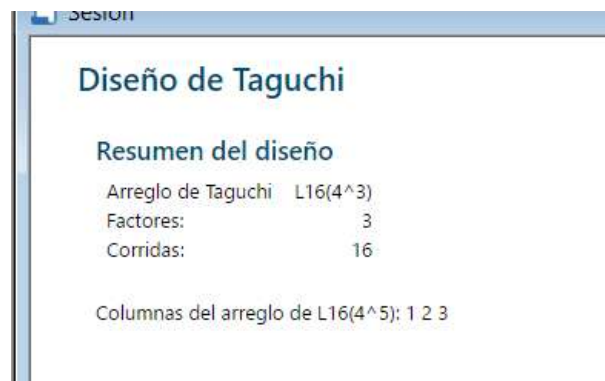 Sesión
Diseño de Taguchi
Resumen del diseño
Arreglo de Taguchi L16(4^3)
Factores: 3
Corridas: 16
Columnas del arreglo de L16(4^5): 1 2 3